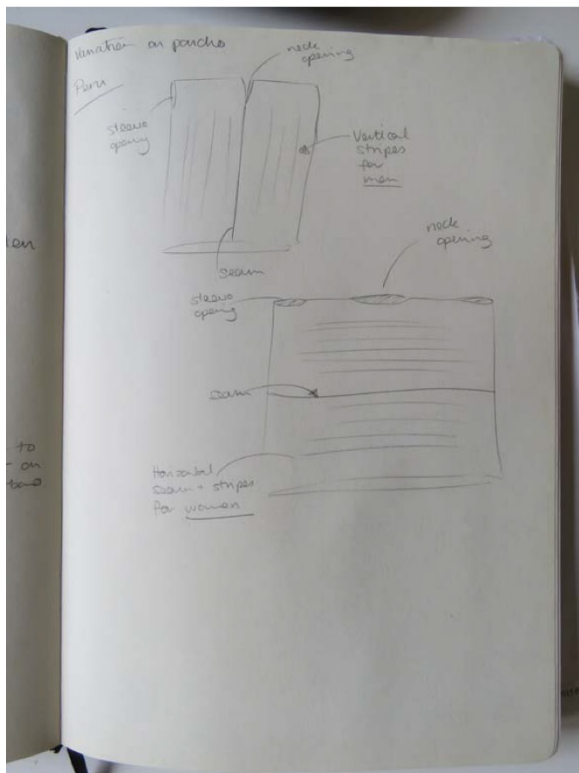 Variation on poncho
Peru
neck
opening
sleeve
opening
Vertical
stripes
for
men
seam
neck
opening
sleeve
opening
seam
Horizontal
seam + stripes
for women
to
on